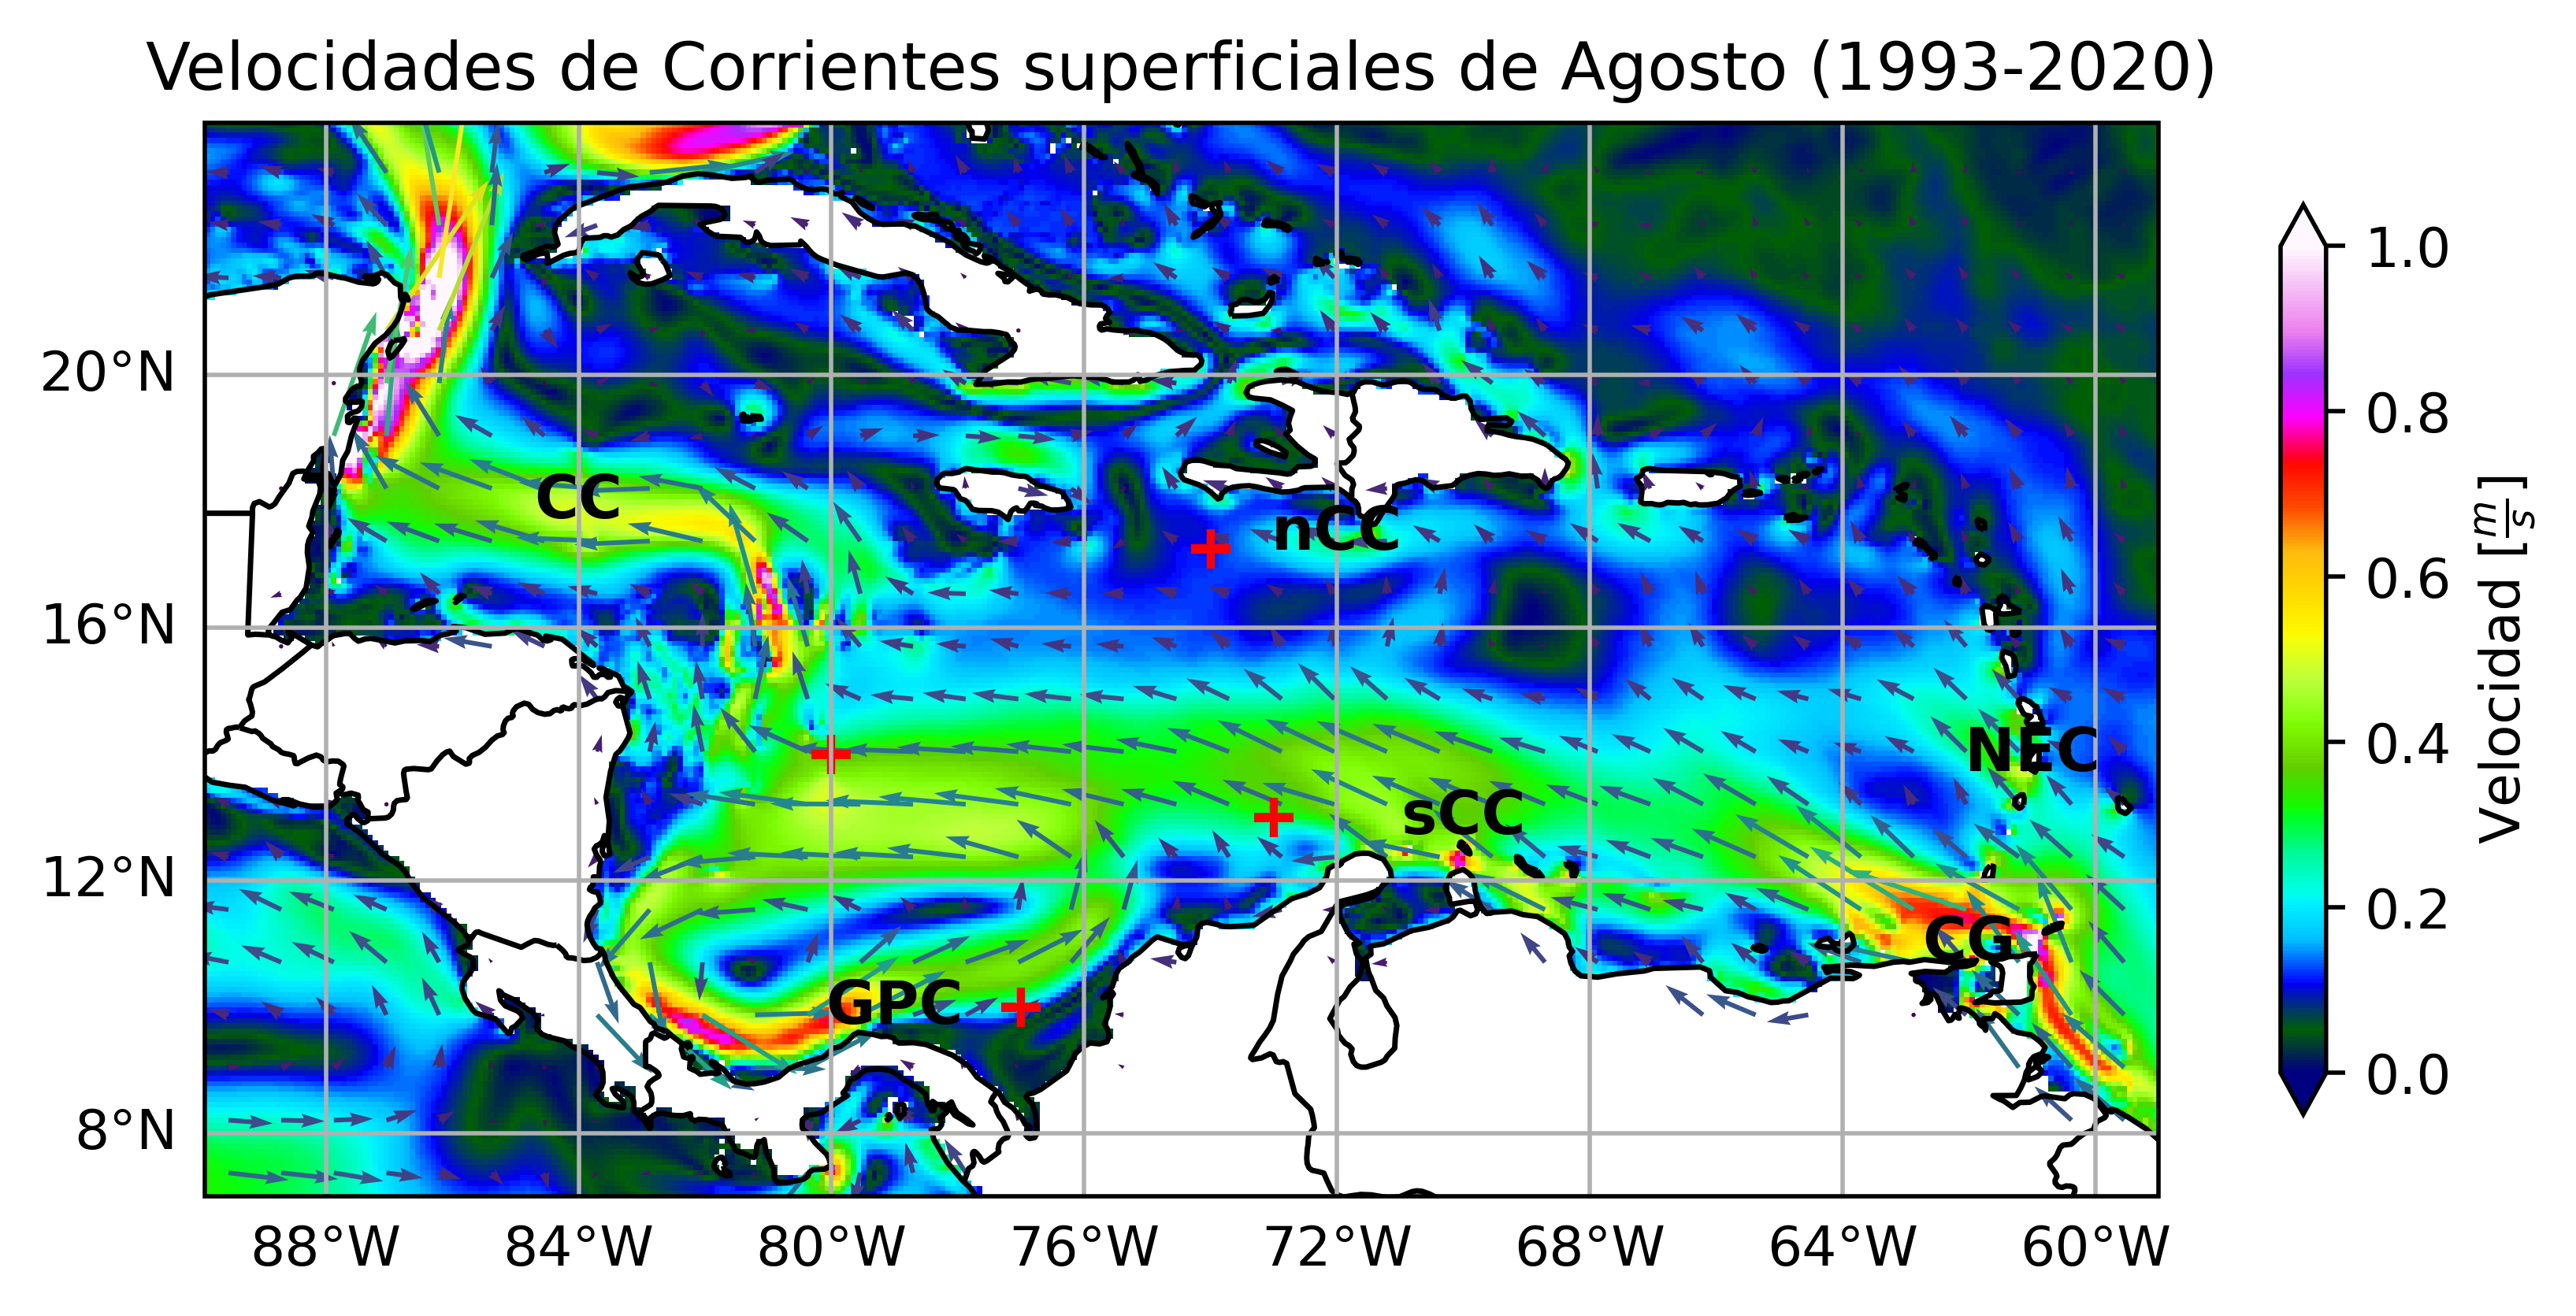 Velocidades de Corrientes superficiales de Agosto (1993-2020)
20°N
16°N
12°N
8°N
88°W 84°W 80°W 76°W 72°W 68°W 64°W 60°W
CC
nCC
NEC
sCC
CG
GPC
1.0
0.8
0.6
0.4
0.2
0.0
Velocidad [m/s]